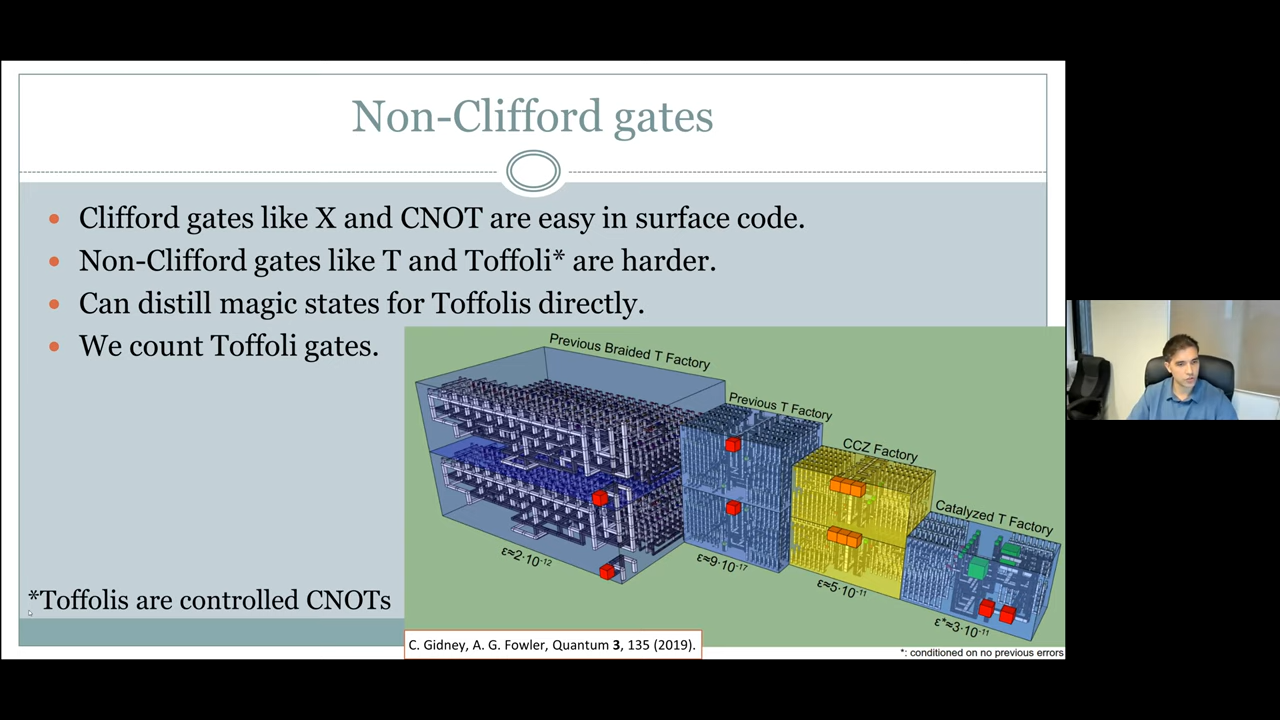 Non-Clifford gates
Clifford gates like X and CNOT are easy in surface code.
Non-Clifford gates like T and Toffoli* are harder.
Can distill magic states for Toffolis directly.
We count Toffoli gates.
Previous Braided T Factory
Previous T Factory
CCZ Factory
Catalyzed T Factory
ε≈2·10⁻¹²
ε≈9·10⁻¹⁷
ε≈5·10⁻¹¹
ε*≈3·10⁻¹¹
*Toffolis are controlled CNOTs
C. Gidney, A. G. Fowler, Quantum 3, 135 (2019).
*: conditioned on no previous errors